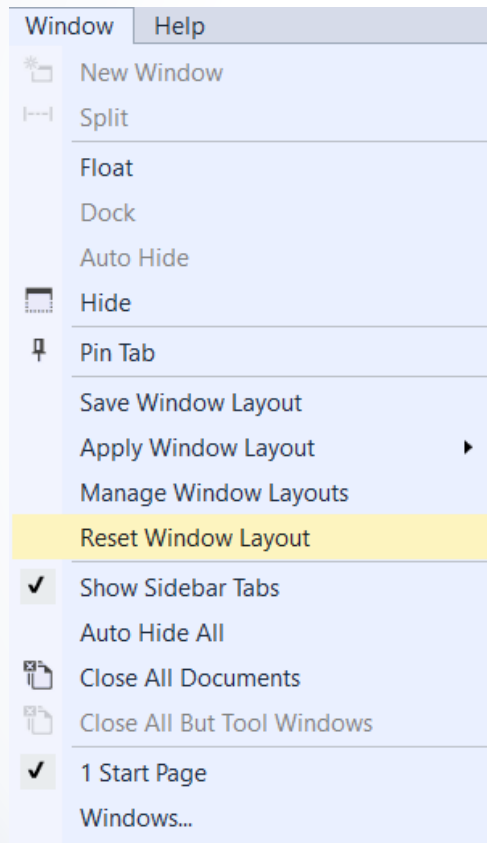 Window Help
New Window
Split
Float
Dock
Auto Hide
Hide
Pin Tab
Save Window Layout
Apply Window Layout
Manage Window Layouts
Reset Window Layout
Show Sidebar Tabs
Auto Hide All
Close All Documents
Close All But Tool Windows
1 Start Page
Windows...